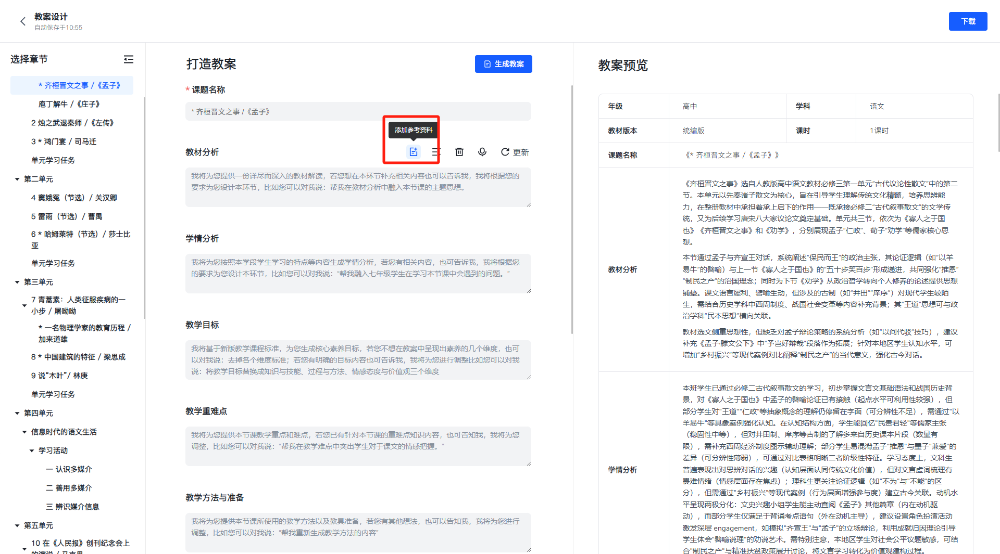 教案设计
自动保存于10:55
下载
选择章节
* 齐桓晋文之事 /《孟子》
庖丁解牛 /《庄子》
2 烛之武退秦师 /《左传》
3 * 鸿门宴 / 司马迁
单元学习任务
第二单元
4 窦娥冤（节选）/ 关汉卿
5 雷雨（节选）/ 曹禺
6 * 哈姆莱特（节选）/ 莎士比
亚
单元学习任务
第三单元
7 青蒿素：人类征服疾病的一
小步 / 屠呦呦
* 一名物理学家的教育历程 /
加来道雄
8 * 中国建筑的特征 / 梁思成
9 说“木叶”/ 林庚
单元学习任务
第四单元
信息时代的语文生活
学习活动
一 认识多媒介
二 善用多媒介
三 辨识媒介信息
第五单元
10 在《人民报》创刊纪念会上
打造教案
生成教案
* 课题名称
* 齐桓晋文之事 /《孟子》
添加参考资料
教材分析
更新
我将为您提供一份详尽而深入的教材解读，若您想在本环节补充相关内容也可以告诉我，我将根据您的
要求为您设计本环节，比如您可以对我说：帮我在教材分析中融入本节课的主题思想。
学情分析
我将为您按照本学段学生学习的特点等内容生成学情分析，若您有相关内容，也可告诉我，我将根据您
的要求为您设计本环节，比如您可以对我说：“帮我融入七年级学生在学习本节课中会遇到的问题。”
教学目标
我将基于新版教学课程标准，为您生成核心素养目标，若您不想在教案中呈现出素养的几个维度，也可
以对我说：去掉各个维度标准；若您有明确的目标内容也可告诉我，我将为您进行调整比如您可以对我
说：将教学目标替换成知识与技能、过程与方法、情感态度与价值观三个维度
教学重难点
我将为您提供本节课教学重点和难点，若您已有针对本节课的重难点知识内容，也可告知我，我将为您
调整，比如您可以对我说：“帮我在教学难点中突出学生对于课文的情感把握。”
教学方法与准备
我将为您提供本节课所使用的教学方法以及教具准备，若您有其他想法，也可以告知我，我将为您进行
调整，比如您可以对我说：“帮我重新生成教学方法的内容”
教案预览
年级 高中 学科 语文
教材版本 统编版 课时 1课时
课题名称 《* 齐桓晋文之事 /《孟子》》
教材分析
《齐桓晋文之事》选自人教版高中语文教材必修三第一单元“古代议论性散文”中的第二
节。本单元以先秦诸子散文为核心，旨在引导学生理解传统文化精髓，培养思辨能
力，在整册教材中承担着承上启下的作用——既承接必修二“古代叙事散文”的文学传
统，又为后续学习唐宋八大家议论文奠定基础。单元共三节，依次为《寡人之于国
也》《齐桓晋文之事》和《劝学》，分别展现孟子“仁政”、荀子“劝学”等儒家核心思
想。
本节通过孟子与齐宣王对话，系统阐述“保民而王”的政治主张，其论证逻辑（如“以羊
易牛”的譬喻）与上一节《寡人之于国也》的“五十步笑百步”形成递进，共同强化“推恩”
“制民之产”的治国理念；同时为下节《劝学》从政治哲学转向个人修养的论述提供思想
铺垫。课文语言犀利、譬喻生动，但涉及的古制（如“井田”“庠序”）对现代学生较陌
生，需结合历史学科中西周制度、战国社会变革等内容补充背景；其“王道”思想可与政
治学科“民本思想”横向关联。
教材选文侧重思想性，但缺乏对孟子辩论策略的系统分析（如“以问代驳”技巧），建议
补充《孟子·滕文公下》中“予岂好辩哉”段落作为拓展；针对本地区学生认知水平，可
增加“乡村振兴”等现代案例对比阐释“制民之产”的当代意义，强化古今对话。
学情分析
本班学生已通过必修二古代叙事散文的学习，初步掌握文言文基础语法和战国历史背
景，对《寡人之于国也》中孟子的譬喻论证已有接触（起点水平可利用性较强），但
部分学生对"王道""仁政"等抽象概念的理解仍停留在字面（可分辨性不足），需通过"以
羊易牛"等具象案例强化认知。在认知结构方面，学生能回忆"民贵君轻"等儒家主张
（稳固性中等），但对井田制、庠序等古制的了解多来自历史课本片段（数量有
限），需补充西周经济制度图示辅助理解；部分学生易混淆孟子"推恩"与墨子"兼爱"的
差异（可分辨性薄弱），可通过对比表格明晰二者阶级性特征。学习态度上，文科生
普遍表现出对思辨对话的兴趣（认知层面认同传统文化价值），但对文言虚词梳理有
畏难情绪（情感层面存在焦虑）；理科生更关注论证逻辑（如"不为"与"不能"的区
分），但需通过"乡村振兴"等现代案例（行为层面增强参与度）建立古今关联。动机水
平呈现两极分化：文史兴趣小组学生能主动查阅《孟子》其他篇章（内在动机驱
动），而部分学生仅满足于背诵考点语句（外在动机主导），建议设置角色扮演活动
激发深层 engagement，如模拟"齐宣王"与"孟子"的立场辩论，利用成就归因理论引导
学生体会"譬喻说理"的劝说艺术。需特别注意，本地区学生对社会公平议题敏感，可结
合"制民之产"与精准扶贫政策展开讨论，将文言学习转化为价值观建构过程。